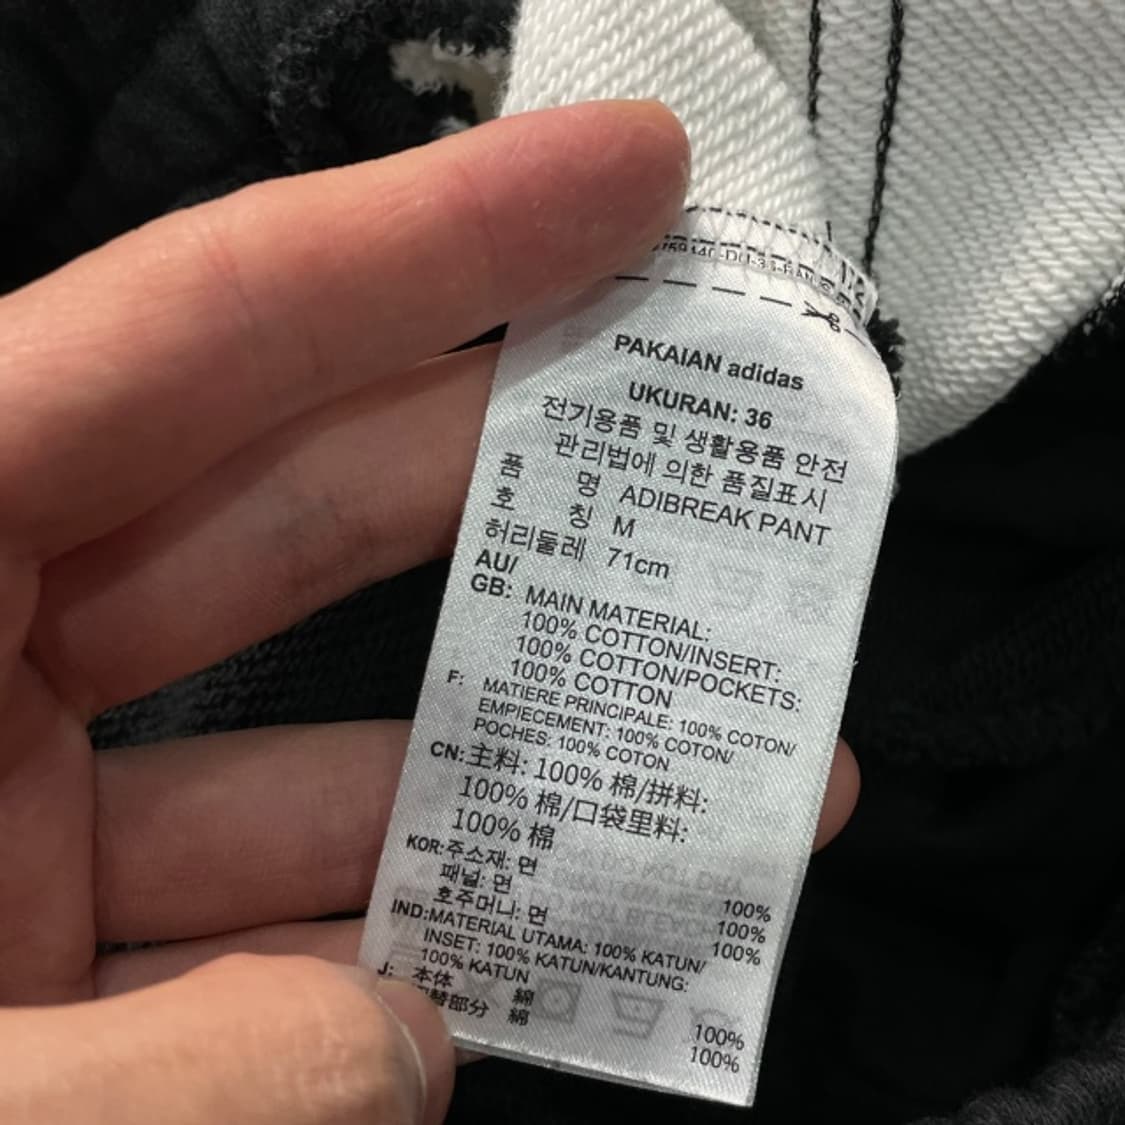 PAKAIAN adidas
UKURAN: 36
전기용품 및 생활용품 안전
관리법에 의한 품질표시
품 명 ADIBREAK PANT
호 칭 M
허리둘레 71cm
AU/
GB: MAIN MATERIAL:
100% COTTON/INSERT:
100% COTTON/POCKETS:
100% COTTON
F: MATIERE PRINCIPALE: 100% COTON/
EMPIECEMENT: 100% COTON/
POCHES: 100% COTON
CN: 主料: 100% 棉/拼料:
100% 棉/口袋里料:
100% 棉
KOR: 주소재: 면 100%
패널: 면 100%
호주머니: 면 100%
IND: MATERIAL UTAMA: 100% KATUN/
INSET: 100% KATUN/KANTUNG:
100% KATUN
J: 本体 綿 100%
替部分 綿 100%